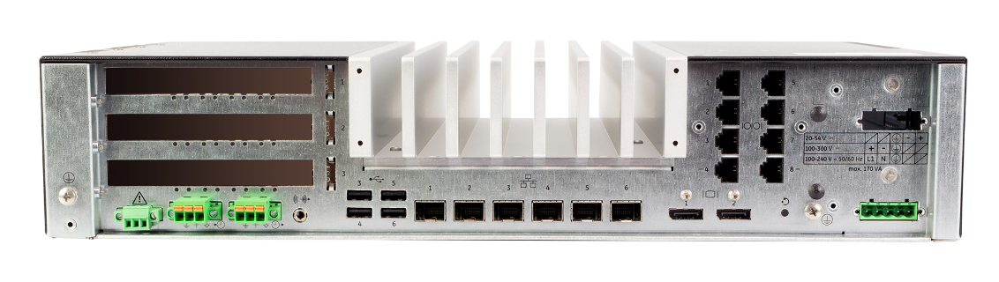 1
2
3
3 5
4 6
1 2 3 4 5 6
1 5
2 6
3 7
4 8
1 2
IOIOI
20-54 V - +
100-300 V + -
100-240 V ~ 50/60 Hz L1 N
max. 170 VA